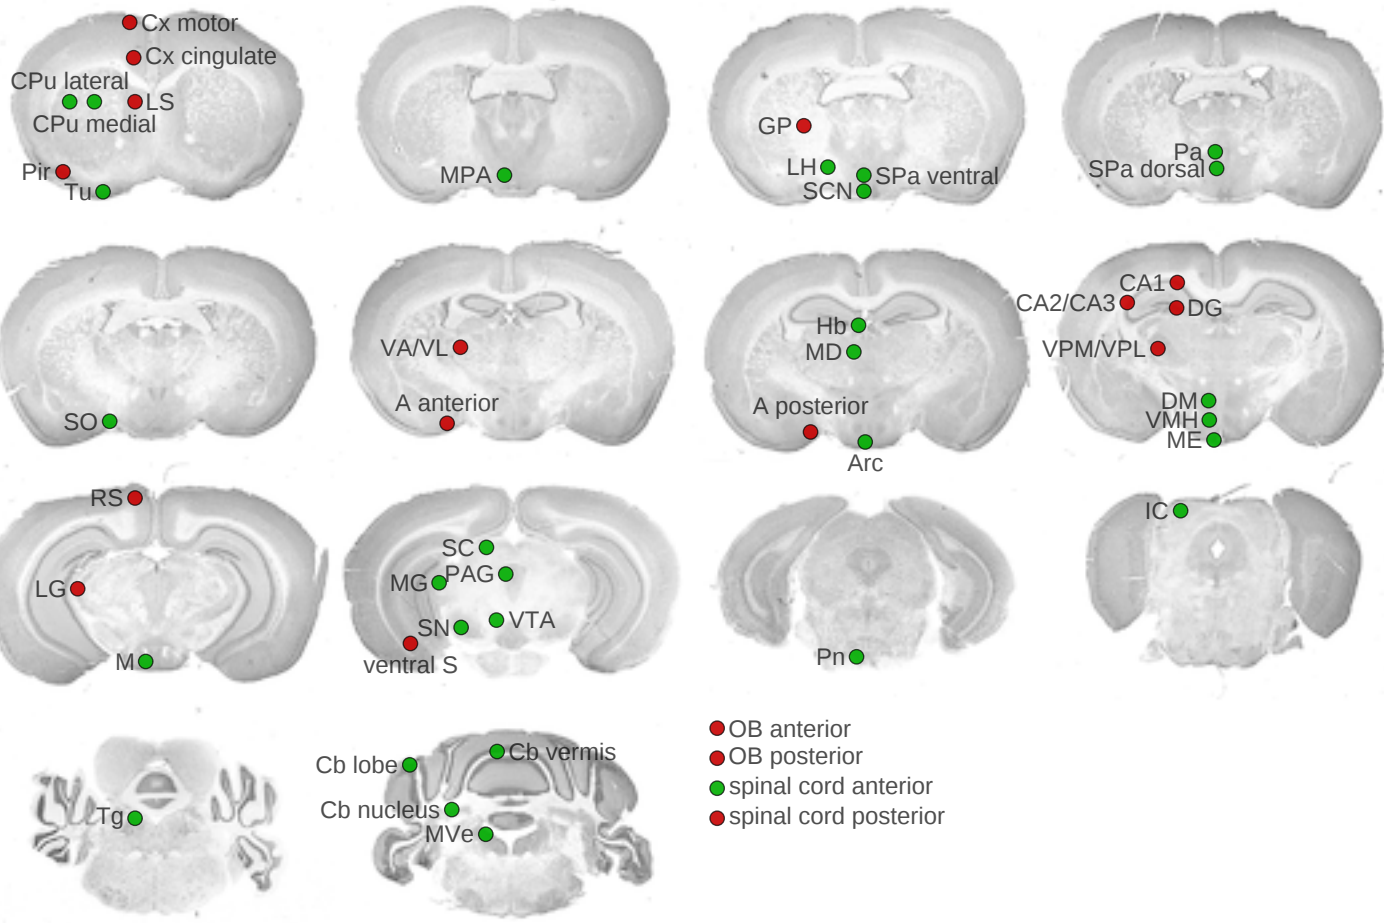 Cx motor
Cx cingulate
CPu lateral
LS
CPu medial
Pir
Tu
MPA
GP
LH
SPa ventral
SCN
Pa
SPa dorsal
SO
VA/VL
A anterior
Hb
MD
A posterior
Arc
CA1
CA2/CA3
DG
VPM/VPL
DM
VMH
ME
RS
LG
M
SC
MG
PAG
SN
VTA
ventral S
Pn
IC
Tg
Cb lobe
Cb vermis
Cb nucleus
MVe
OB anterior
OB posterior
spinal cord anterior
spinal cord posterior